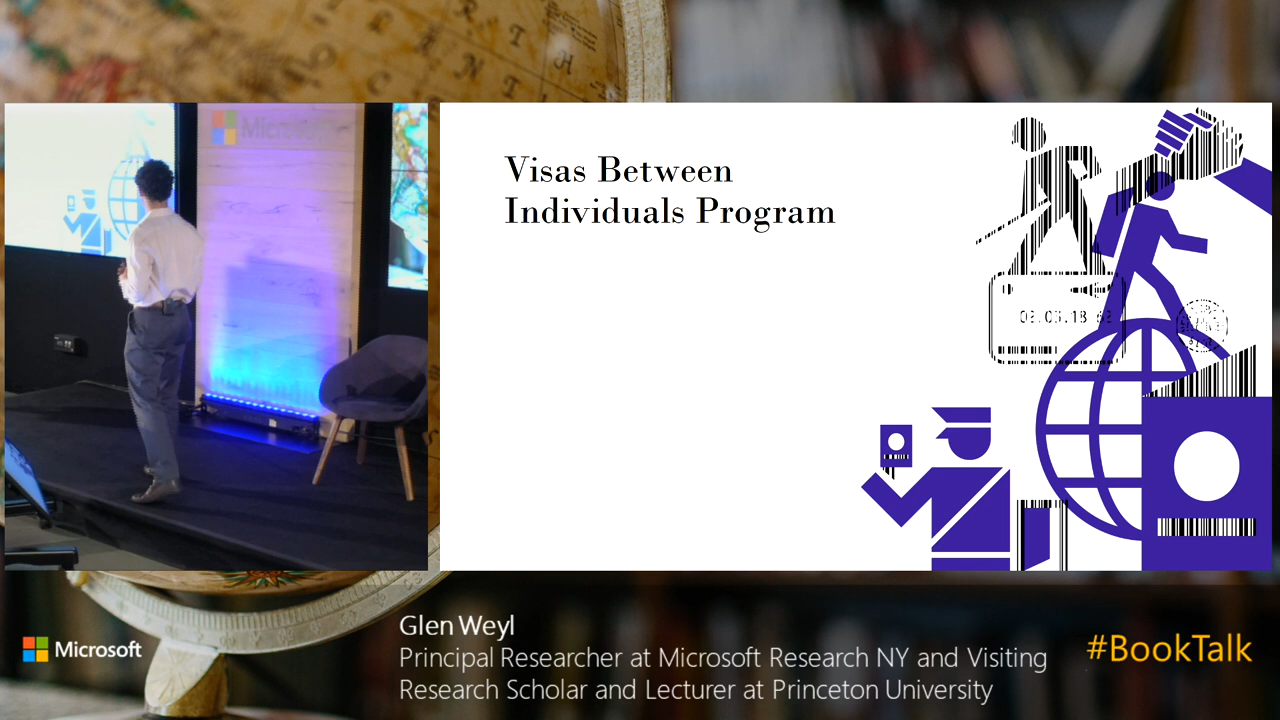 Microsoft
Visas Between
Individuals Program
Glen Weyl
Principal Researcher at Microsoft Research NY and Visiting
Research Scholar and Lecturer at Princeton University
Microsoft
#BookTalk